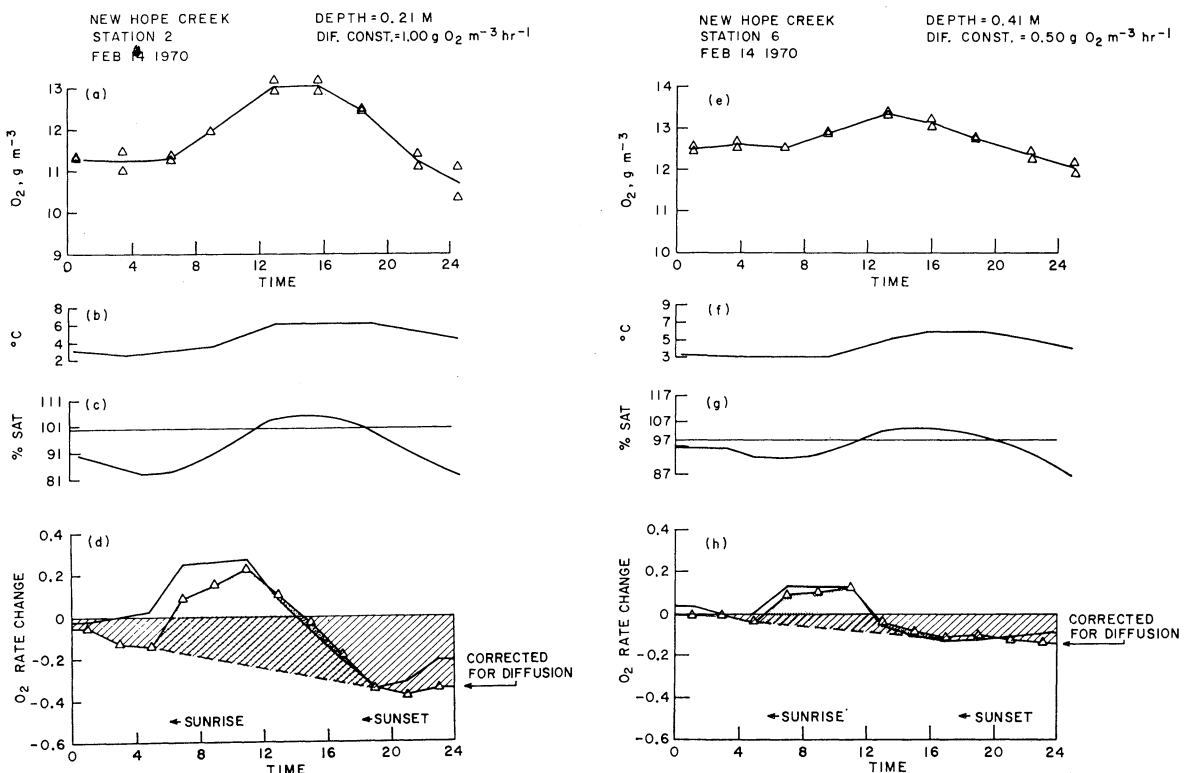 NEW HOPE CREEK
STATION 2
FEB 14 1970
DEPTH = 0.21 M
DIF. CONST. = 1.00 g O₂ m⁻³ hr⁻¹
(a)
13
12
11
10
9
O₂, g m⁻³
0 4 8 12 16 20 24
TIME
(b)
8
6
4
2
°C
(c)
111
101
91
81
% SAT
(d)
0.4
0.2
0
-0.2
-0.4
-0.6
O₂ RATE CHANGE
CORRECTED
FOR DIFFUSION
SUNRISE
SUNSET
0 4 8 12 16 20 24
TIME
NEW HOPE CREEK
STATION 6
FEB 14 1970
DEPTH = 0.41 M
DIF. CONST. = 0.50 g O₂ m⁻³ hr⁻¹
(e)
14
13
12
11
10
O₂, g m⁻³
0 4 8 12 16 20 24
TIME
(f)
9
7
5
3
°C
(g)
117
107
97
87
% SAT
(h)
0.4
0.2
0
-0.2
-0.4
-0.6
O₂ RATE CHANGE
CORRECTED
FOR DIFFUSION
SUNRISE
SUNSET
0 4 8 12 16 20 24
TIME